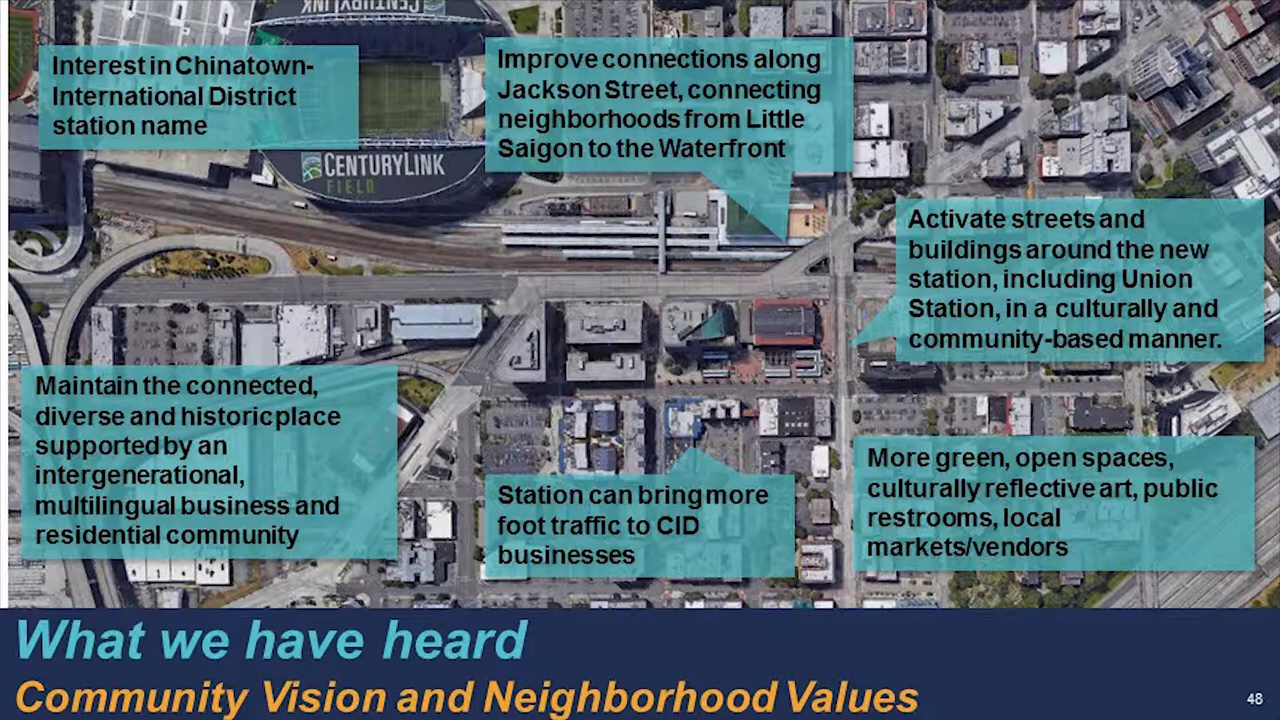 CENTURYLINK
Interest in Chinatown-
International District
station name
Improve connections along
Jackson Street, connecting
neighborhoods from Little
Saigon to the Waterfront
CENTURYLINK
FIELD
Activate streets and
buildings around the new
station, including Union
Station, in a culturally and
community-based manner.
Maintain the connected,
diverse and historic place
supported by an
intergenerational,
multilingual business and
residential community
Station can bring more
foot traffic to CID
businesses
More green, open spaces,
culturally reflective art, public
restrooms, local
markets/vendors
What we have heard
Community Vision and Neighborhood Values
48